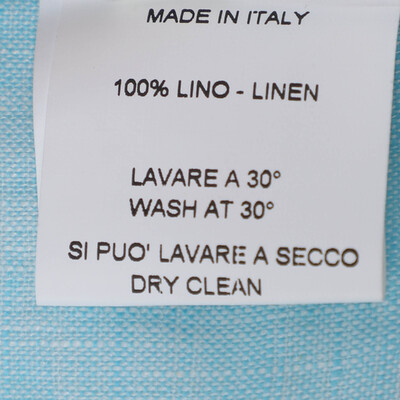 MADE IN ITALY
100% LINO - LINEN
LAVARE A 30°
WASH AT 30°
SI PUO' LAVARE A SECCO
DRY CLEAN